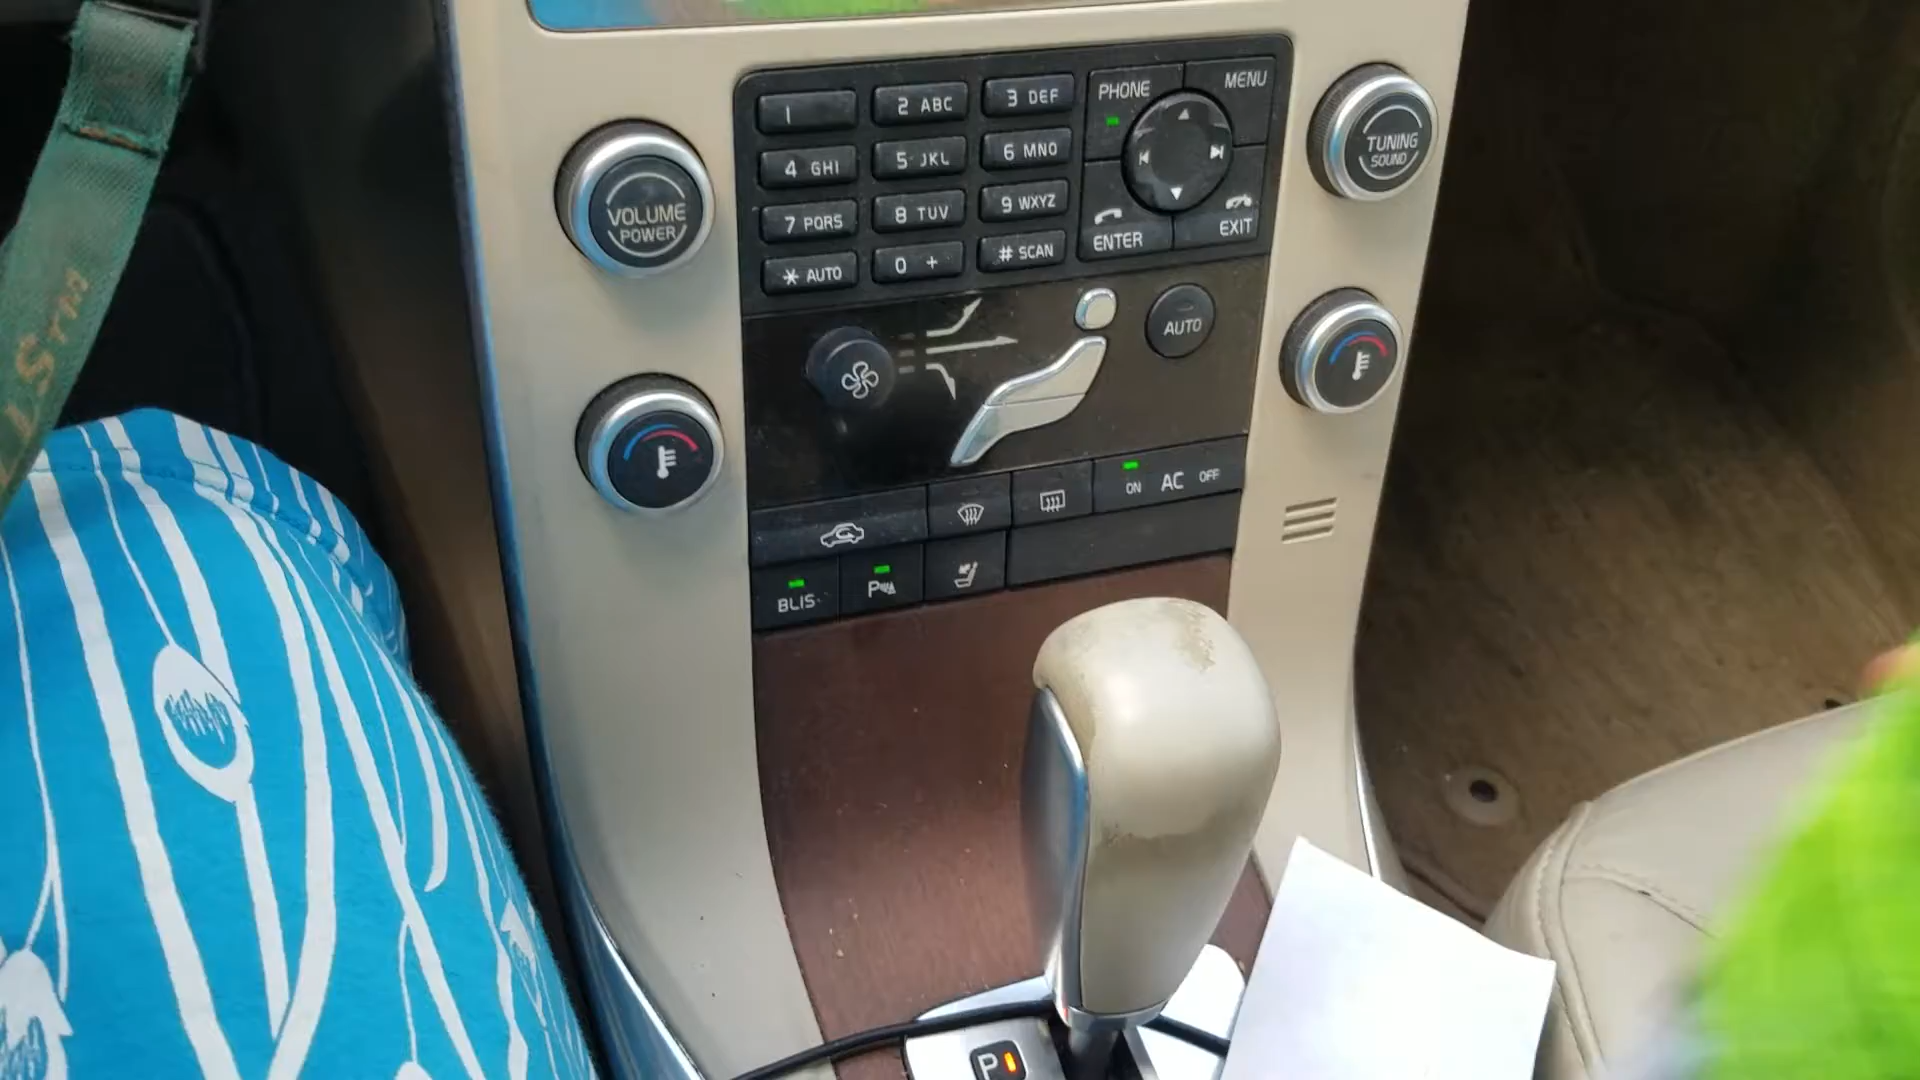 1
2 ABC
3 DEF
4 GHI
5 JKL
6 MNO
7 PQRS
8 TUV
9 WXYZ
* AUTO
0 +
# SCAN
PHONE
MENU
ENTER
EXIT
VOLUME
POWER
TUNING
SOUND
AUTO
ON AC OFF
BLIS
P
P